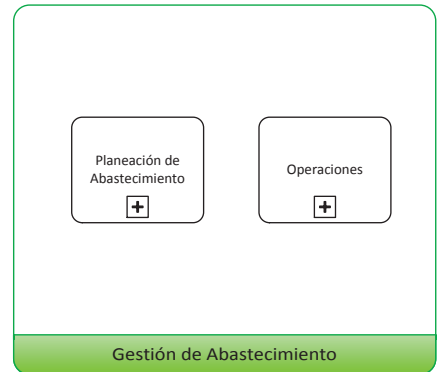 Planeación de
Abastecimiento
Operaciones
Gestión de Abastecimiento